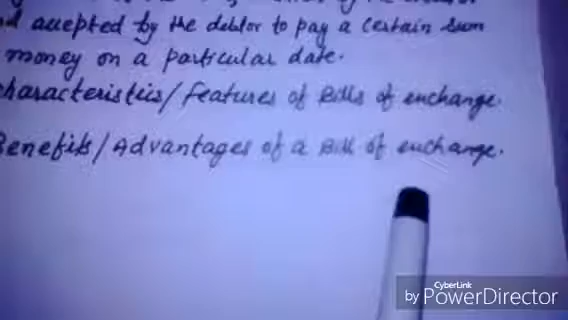 accepted by the debtor to pay a certain sum
money on a particular date.
characteristics/features of Bills of exchange.
Benefits/Advantages of a Bill of exchange.
CyberLink
by PowerDirector